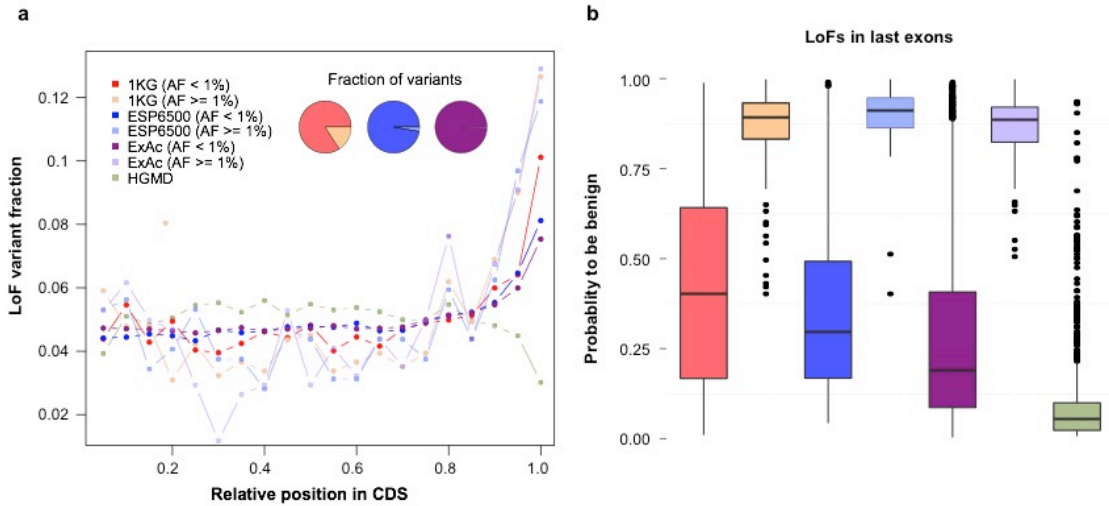 a
1KG (AF < 1%)
1KG (AF >= 1%)
ESP6500 (AF < 1%)
ESP6500 (AF >= 1%)
ExAc (AF < 1%)
ExAc (AF >= 1%)
HGMD
Fraction of variants
LoF variant fraction
0.12
0.1
0.08
0.06
0.04
0.02
0.2
0.4
0.6
0.8
1.0
Relative position in CDS
b
LoFs in last exons
Probablity to be benign
1.00
0.75
0.50
0.25
0.00